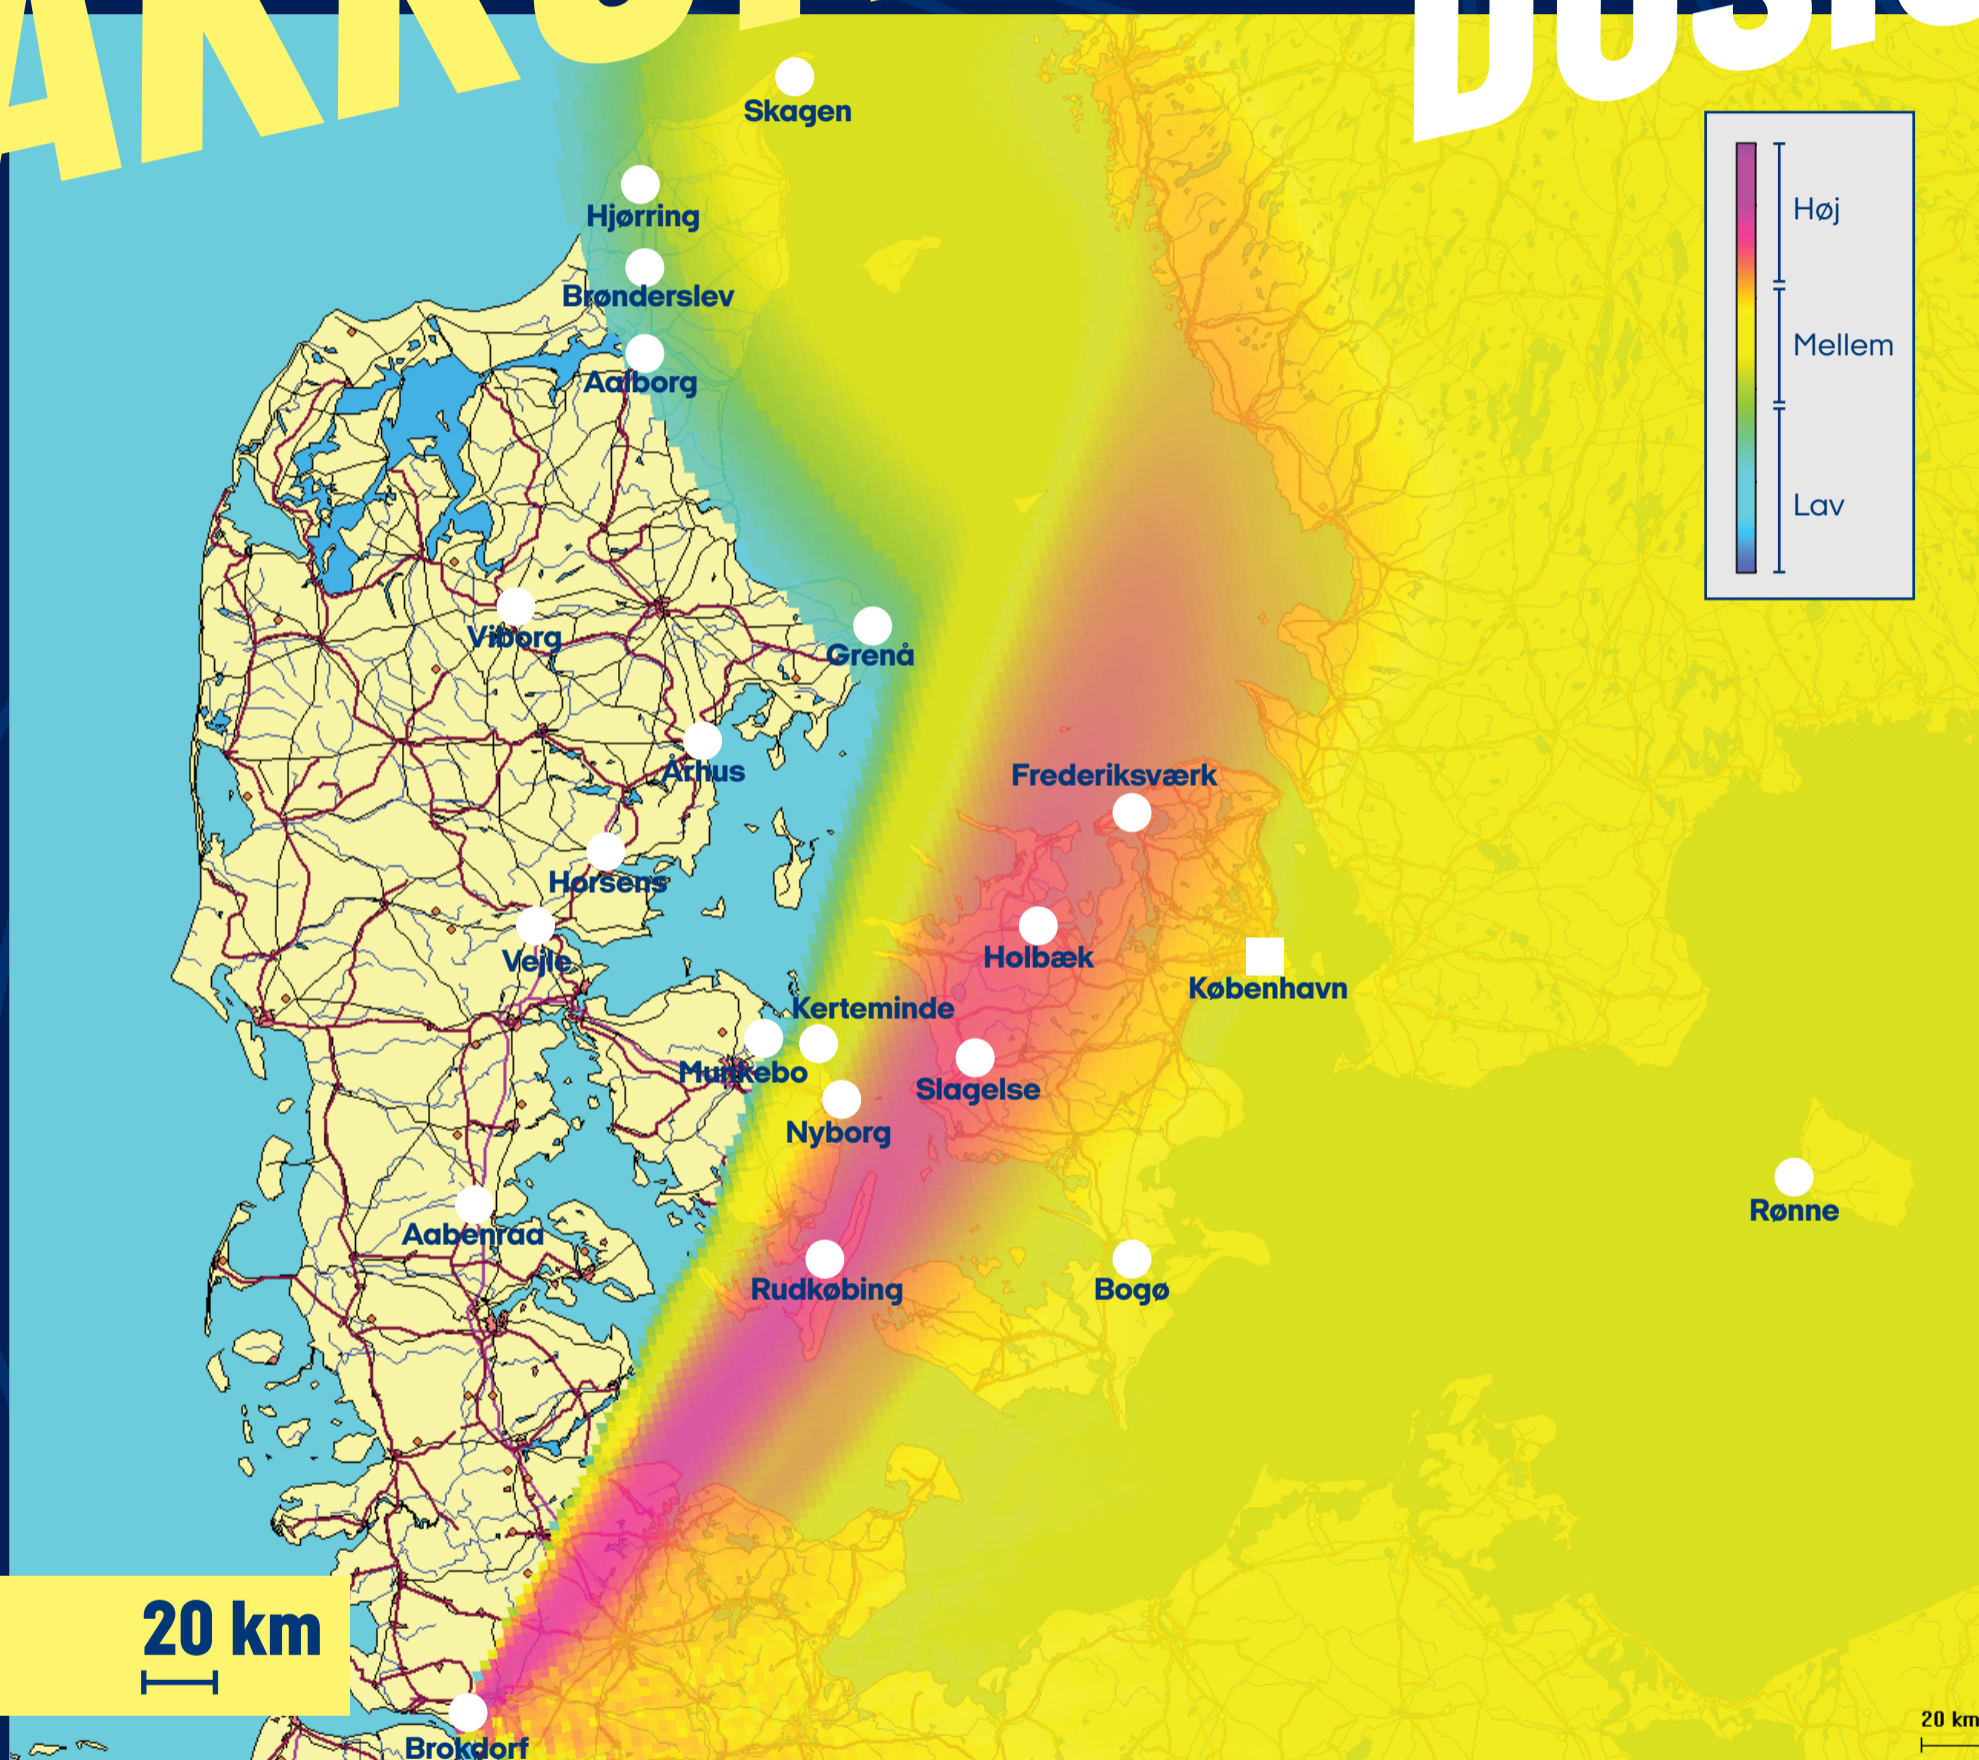 Skagen
Høj
Hjørring
Brønderslev
Mellem
Aalborg
Lav
Viborg
Grenå
Århus
Frederiksværk
Horsens
Vejle
Holbæk
København
Kerteminde
Munkebo
Slagelse
Nyborg
Rønne
Aabenrad
Rudkøbing
Bogø
20 km
20 km
Brokdorf